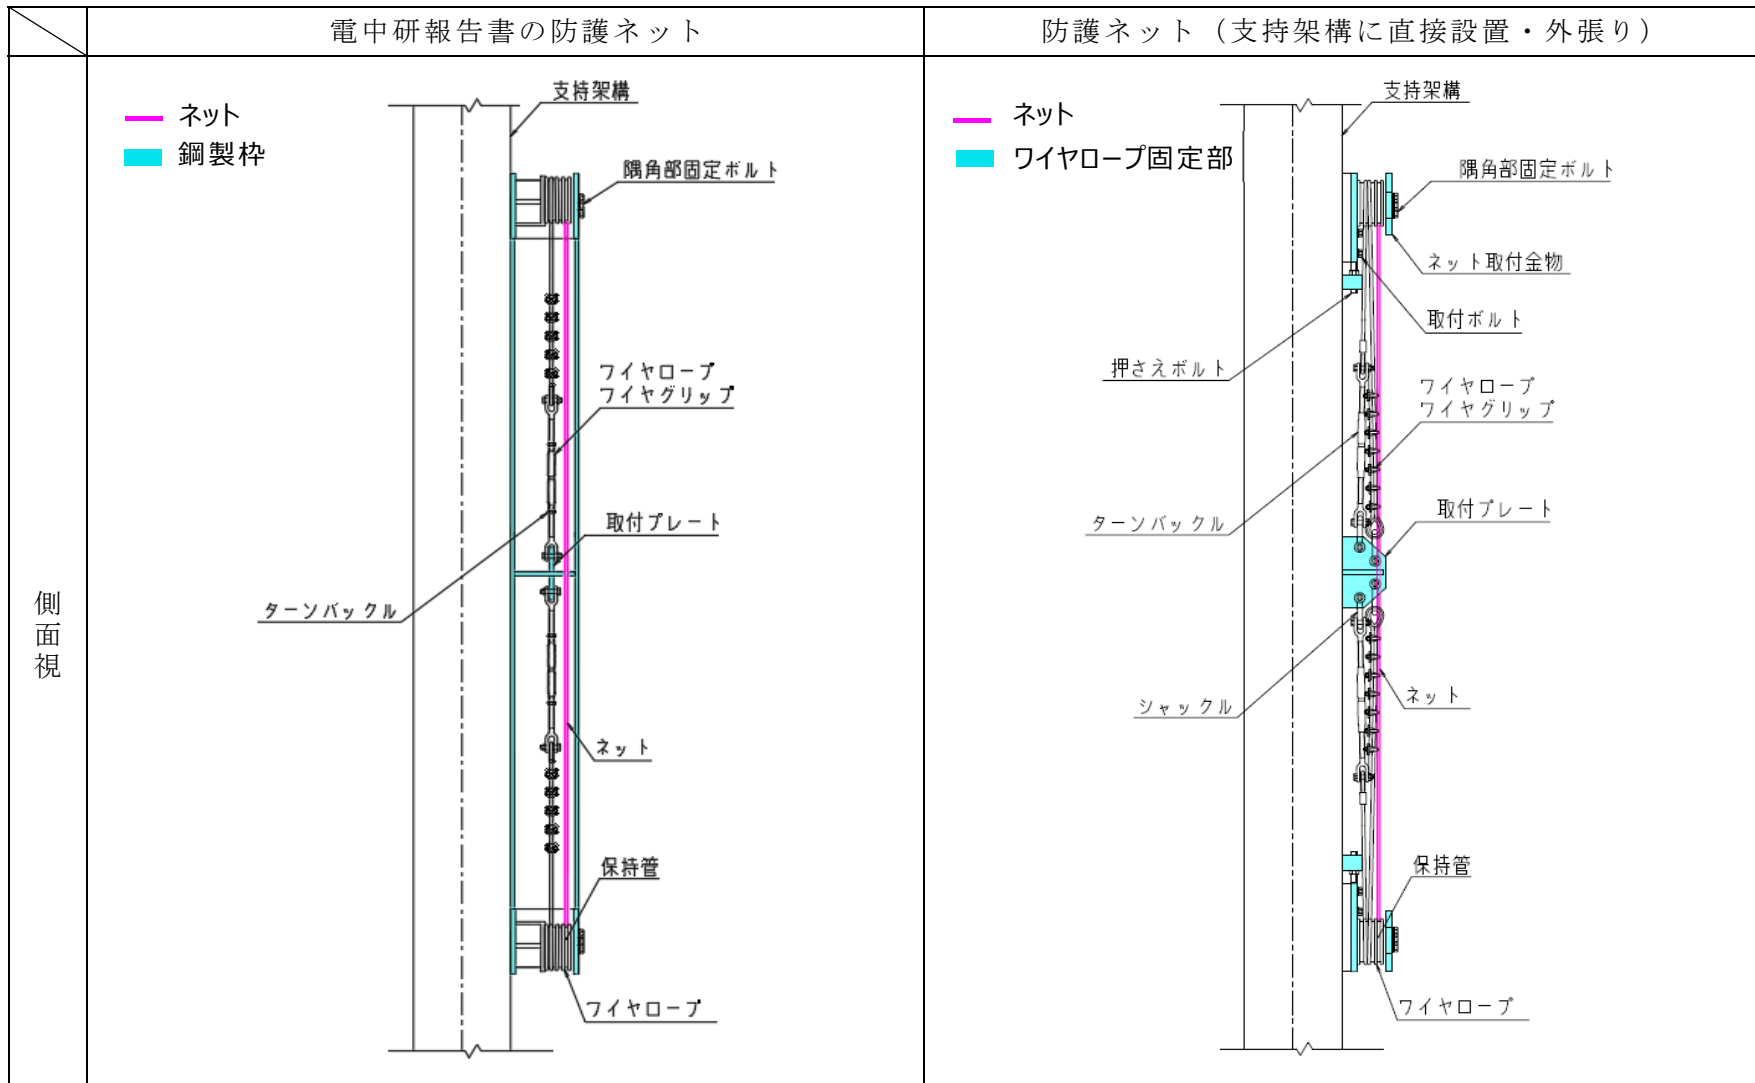 電中研報告書の防護ネット
防護ネット（支持架構に直接設置・外張り）
側面視
ネット
鋼製枠
支持架構
隅角部固定ボルト
ワイヤロープ
ワイヤグリップ
取付プレート
ターンバックル
ネット
保持管
ワイヤロープ
ネット
ワイヤロープ固定部
支持架構
隅角部固定ボルト
ネット取付金物
取付ボルト
押さえボルト
ワイヤロープ
ワイヤグリップ
取付プレート
ターンバックル
シャックル
ネット
保持管
ワイヤロープ